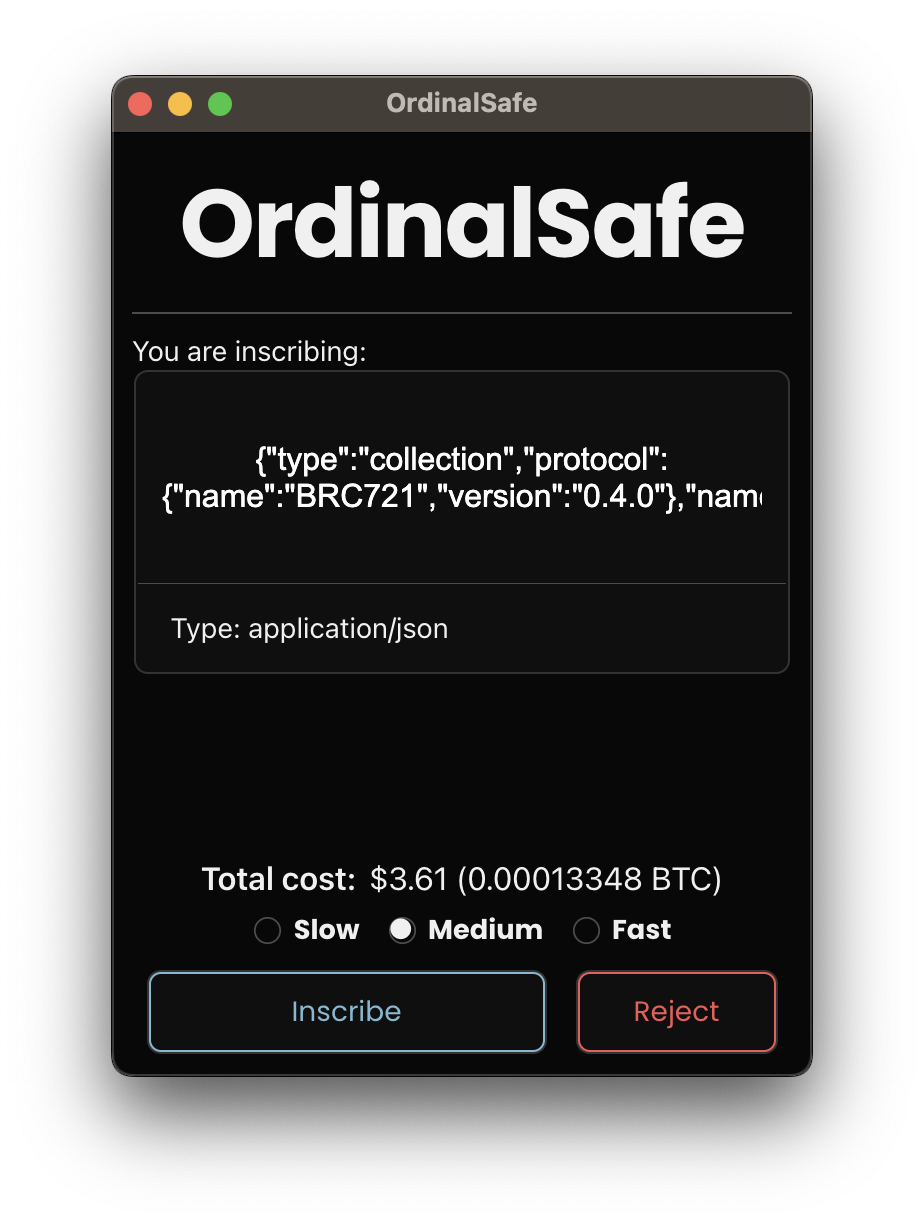 OrdinalSafe
OrdinalSafe
You are inscribing:
{"type":"collection","protocol":
{"name":"BRC721","version":"0.4.0"},"nam
Type: application/json
Total cost: $3.61 (0.00013348 BTC)
Slow Medium Fast
Inscribe Reject